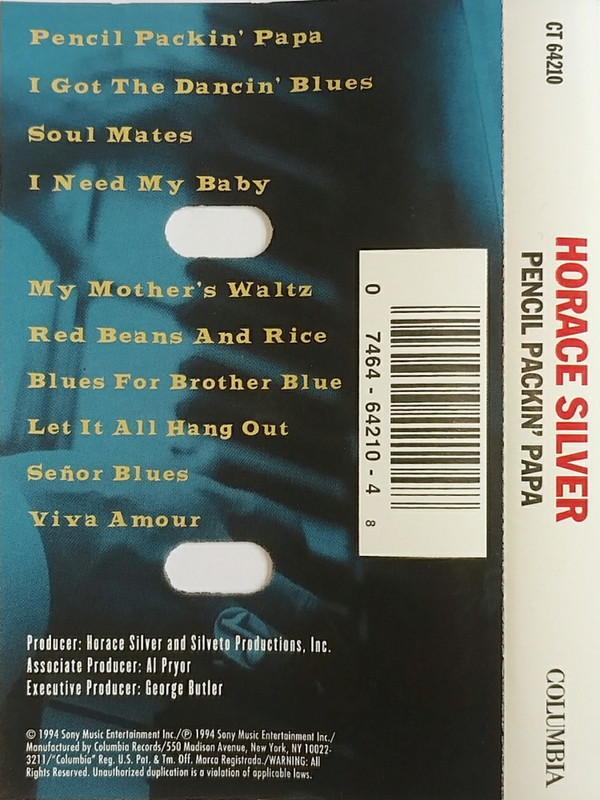 Pencil Packin' Papa
I Got The Dancin' Blues
Soul Mates
I Need My Baby
My Mother's Waltz
Red Beans And Rice
Blues For Brother Blue
Let It All Hang Out
Señor Blues
Viva Amour
Producer: Horace Silver and Silveto Productions, Inc.
Associate Producer: Al Pryor
Executive Producer: George Butler
© 1994 Sony Music Entertainment Inc./℗ 1994 Sony Music Entertainment Inc./
Manufactured by Columbia Records/550 Madison Avenue, New York, NY 10022-
3211/"Columbia" Reg. U.S. Pat. & Tm. Off. Marca Registrada./WARNING: All
Rights Reserved. Unauthorized duplication is a violation of applicable laws.
0 7464-64210-4 8
CT 64210
HORACE SILVER
PENCIL PACKIN' PAPA
COLUMBIA